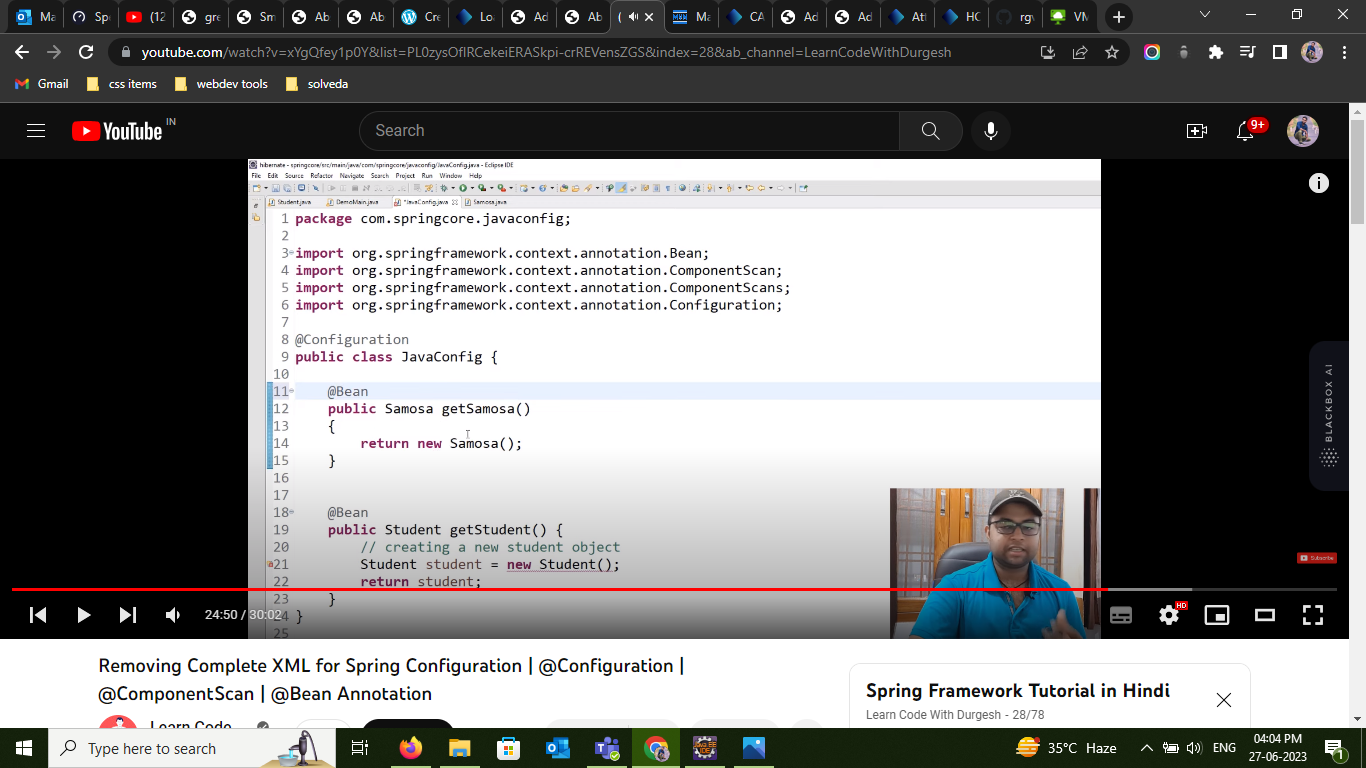 Ma
Sp
(12
gre
Sm
Ab
Ab
Cre
Lo
Ad
Ab
(
Ma
CA
Ad
Ad
Att
HC
rg
VM
youtube.com/watch?v=xYgQfey1p0Y&list=PL0zysOflRCekeiERASkpi-crREVensZGS&index=28&ab_channel=LearnCodeWithDurgesh
Gmail
css items
webdev tools
solveda
YouTube IN
Search
9+
hibernate - springcore/src/main/java/com/springcore/javaconfig/JavaConfig.java - Eclipse IDE
File Edit Source Refactor Navigate Search Project Run Window Help
Student.java DemoMain.java *JavaConfig.java Samosa.java
1 package com.springcore.javaconfig;
2
3 import org.springframework.context.annotation.Bean;
4 import org.springframework.context.annotation.ComponentScan;
5 import org.springframework.context.annotation.ComponentScans;
6 import org.springframework.context.annotation.Configuration;
7
8 @Configuration
9 public class JavaConfig {
10
11 @Bean
12 public Samosa getSamosa()
13 {
14 return new Samosa();
15 }
16
17
18 @Bean
19 public Student getStudent() {
20 // creating a new student object
21 Student student = new Student();
22 return student;
23 }
24 }
25
BLACKBOX AI
Subscribe
24:50 / 30:02
HD
Removing Complete XML for Spring Configuration | @Configuration |
@ComponentScan | @Bean Annotation
Learn Code
Spring Framework Tutorial in Hindi
Learn Code With Durgesh - 28/78
Type here to search
35°C Haze
ENG
04:04 PM
27-06-2023
1